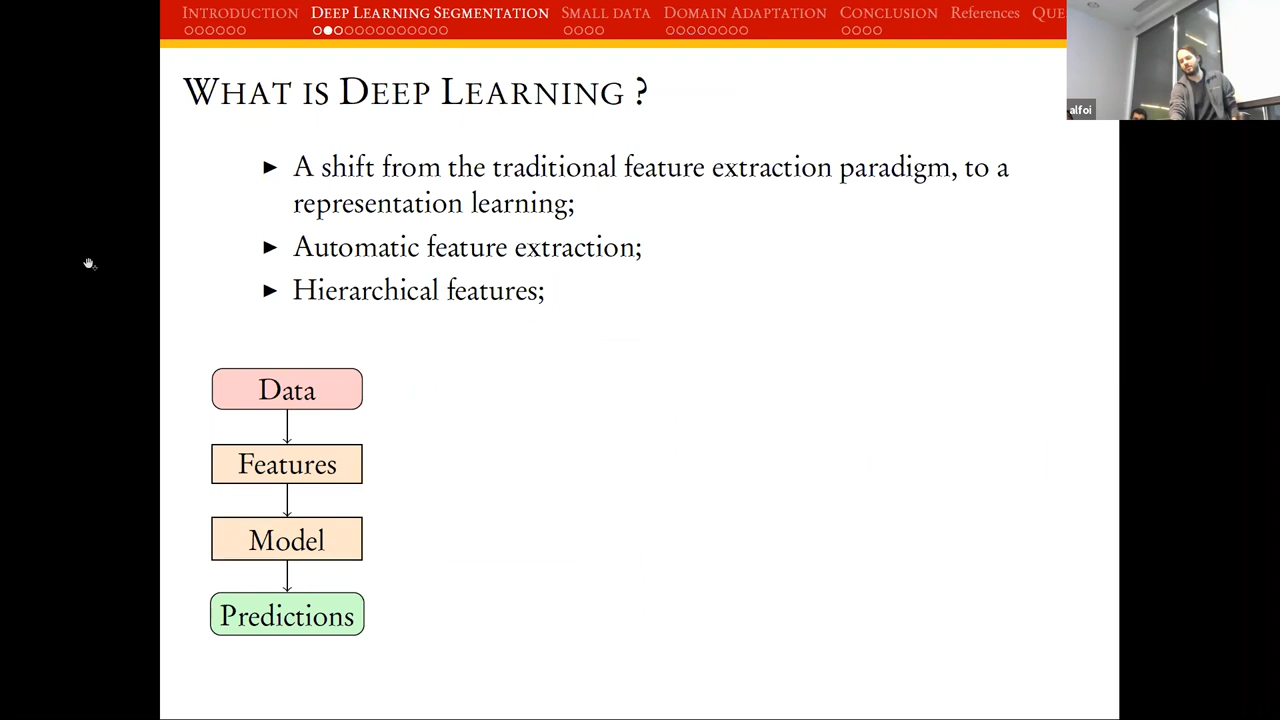 INTRODUCTION DEEP LEARNING SEGMENTATION SMALL DATA DOMAIN ADAPTATION CONCLUSION References QUE
WHAT IS DEEP LEARNING ?
► A shift from the traditional feature extraction paradigm, to a
representation learning;
► Automatic feature extraction;
► Hierarchical features;
Data
Features
Model
Predictions
alfoi